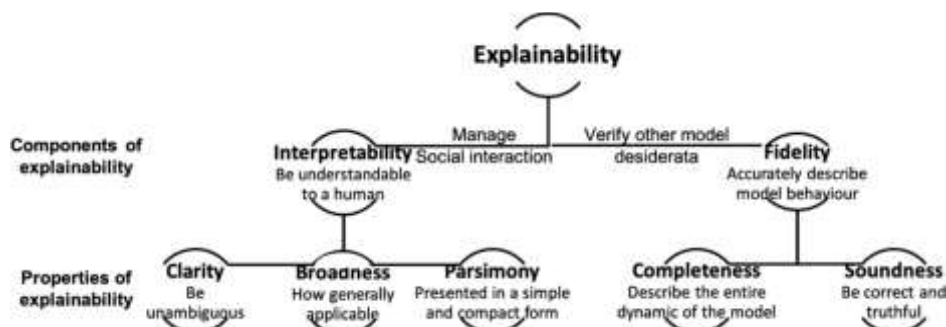 Explainability
Components of
explainability
Manage
Social interaction
Verify other model
desiderata
Interpretability
Be understandable
to a human
Fidelity
Accurately describe
model behaviour
Properties of
explainability
Clarity
Be
unambiguous
Broadness
How generally
applicable
Parsimony
Presented in a simple
and compact form
Completeness
Describe the entire
dynamic of the model
Soundness
Be correct and
truthful